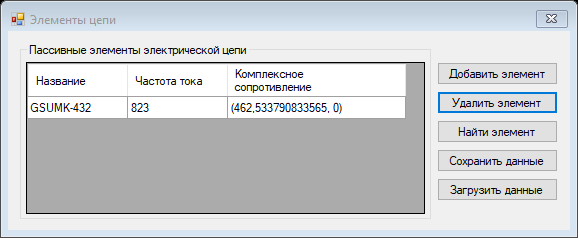 Элементы цепи
Пассивные элементы электрической цепи
Название
Частота тока
Комплексное
сопротивление
GSUMK-432
823
(462,533790833565, 0)
Добавить элемент
Удалить элемент
Найти элемент
Сохранить данные
Загрузить данные